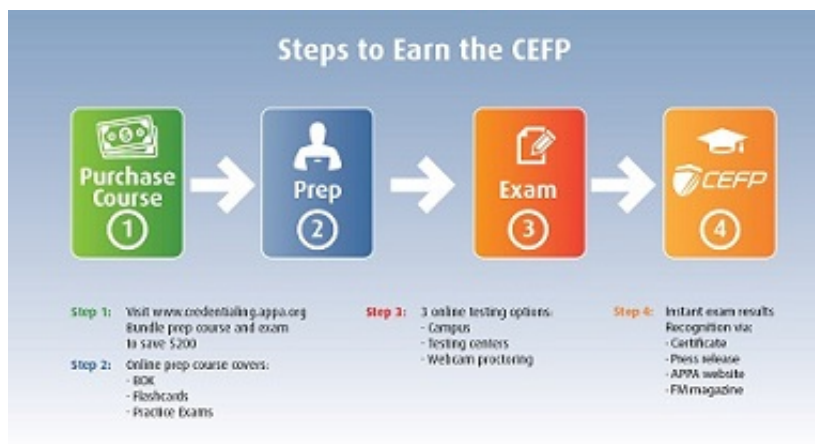 Steps to Earn the CEFP
Purchase
Course
1
Prep
2
Exam
3
CEFP
4
Step 1: Visit www.credentialing.appa.org
Bundle prep course and exam
to save $200
Step 2: Online prep course covers:
- BOK
- Flashcards
- Practice Exams
Step 3: 3 online testing options:
- Campus
- Testing centers
- Webcam proctoring
Step 4: Instant exam results
Recognition via:
- Certificate
- Press release
- APPA website
- FM magazine